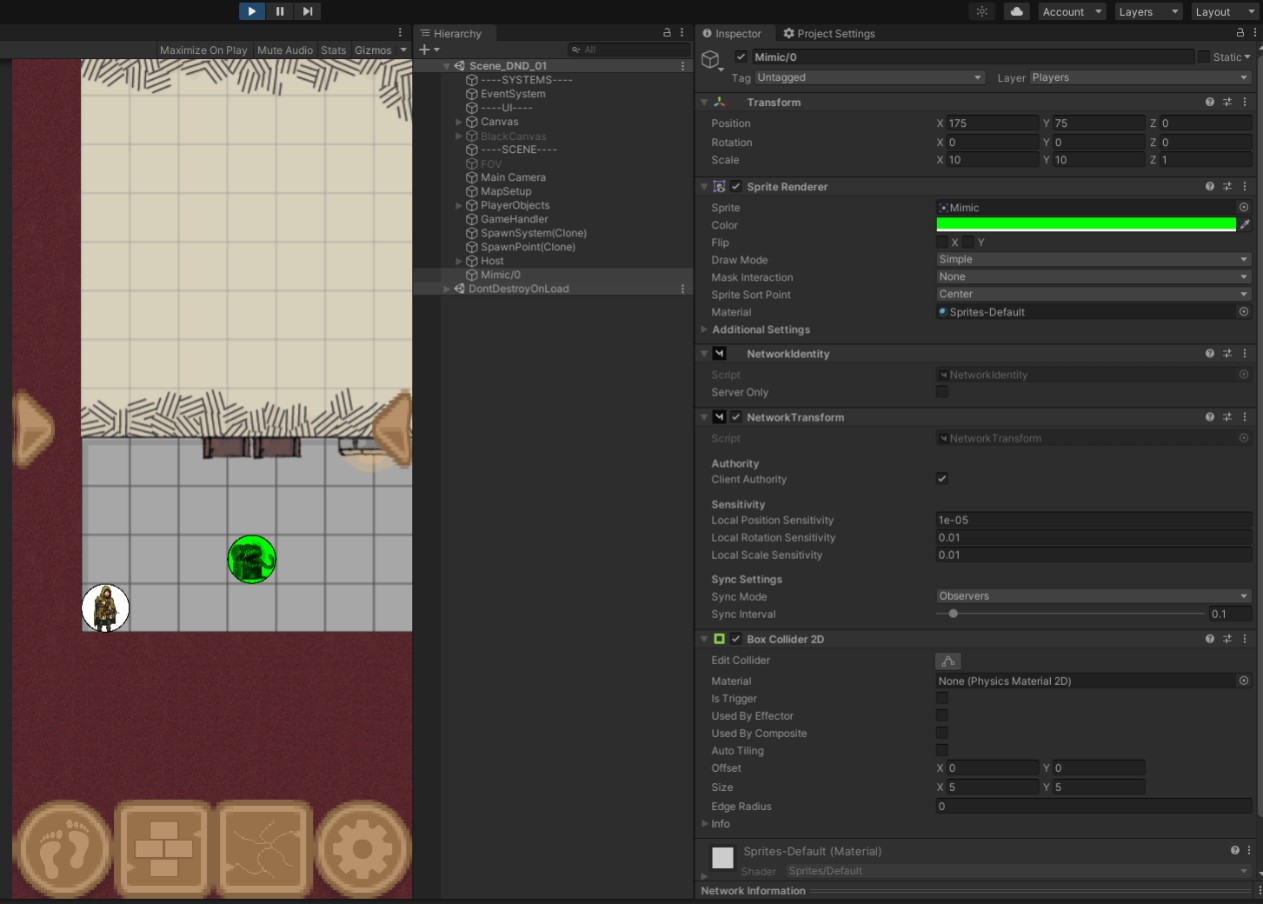 Account Layers Layout
Maximize On Play Mute Audio Stats Gizmos
Hierarchy
All
Scene_DND_01
----SYSTEMS----
EventSystem
----UI----
Canvas
BlackCanvas
----SCENE----
FOV
Main Camera
MapSetup
PlayerObjects
GameHandler
SpawnSystem(Clone)
SpawnPoint(Clone)
Host
Mimic/0
DontDestroyOnLoad
Inspector Project Settings
Mimic/0 Static
Tag Untagged Layer Players
Transform
Position X 175 Y 75 Z 0
Rotation X 0 Y 0 Z 0
Scale X 10 Y 10 Z 1
Sprite Renderer
Sprite Mimic
Color
Flip X Y
Draw Mode Simple
Mask Interaction None
Sprite Sort Point Center
Material Sprites-Default
Additional Settings
NetworkIdentity
Script NetworkIdentity
Server Only
NetworkTransform
Script NetworkTransform
Authority
Client Authority
Sensitivity
Local Position Sensitivity 1e-05
Local Rotation Sensitivity 0.01
Local Scale Sensitivity 0.01
Sync Settings
Sync Mode Observers
Sync Interval 0.1
Box Collider 2D
Edit Collider
Material None (Physics Material 2D)
Is Trigger
Used By Effector
Used By Composite
Auto Tiling
Offset X 0 Y 0
Size X 5 Y 5
Edge Radius 0
Info
Sprites-Default (Material)
Shader Sprites/Default
Network Information